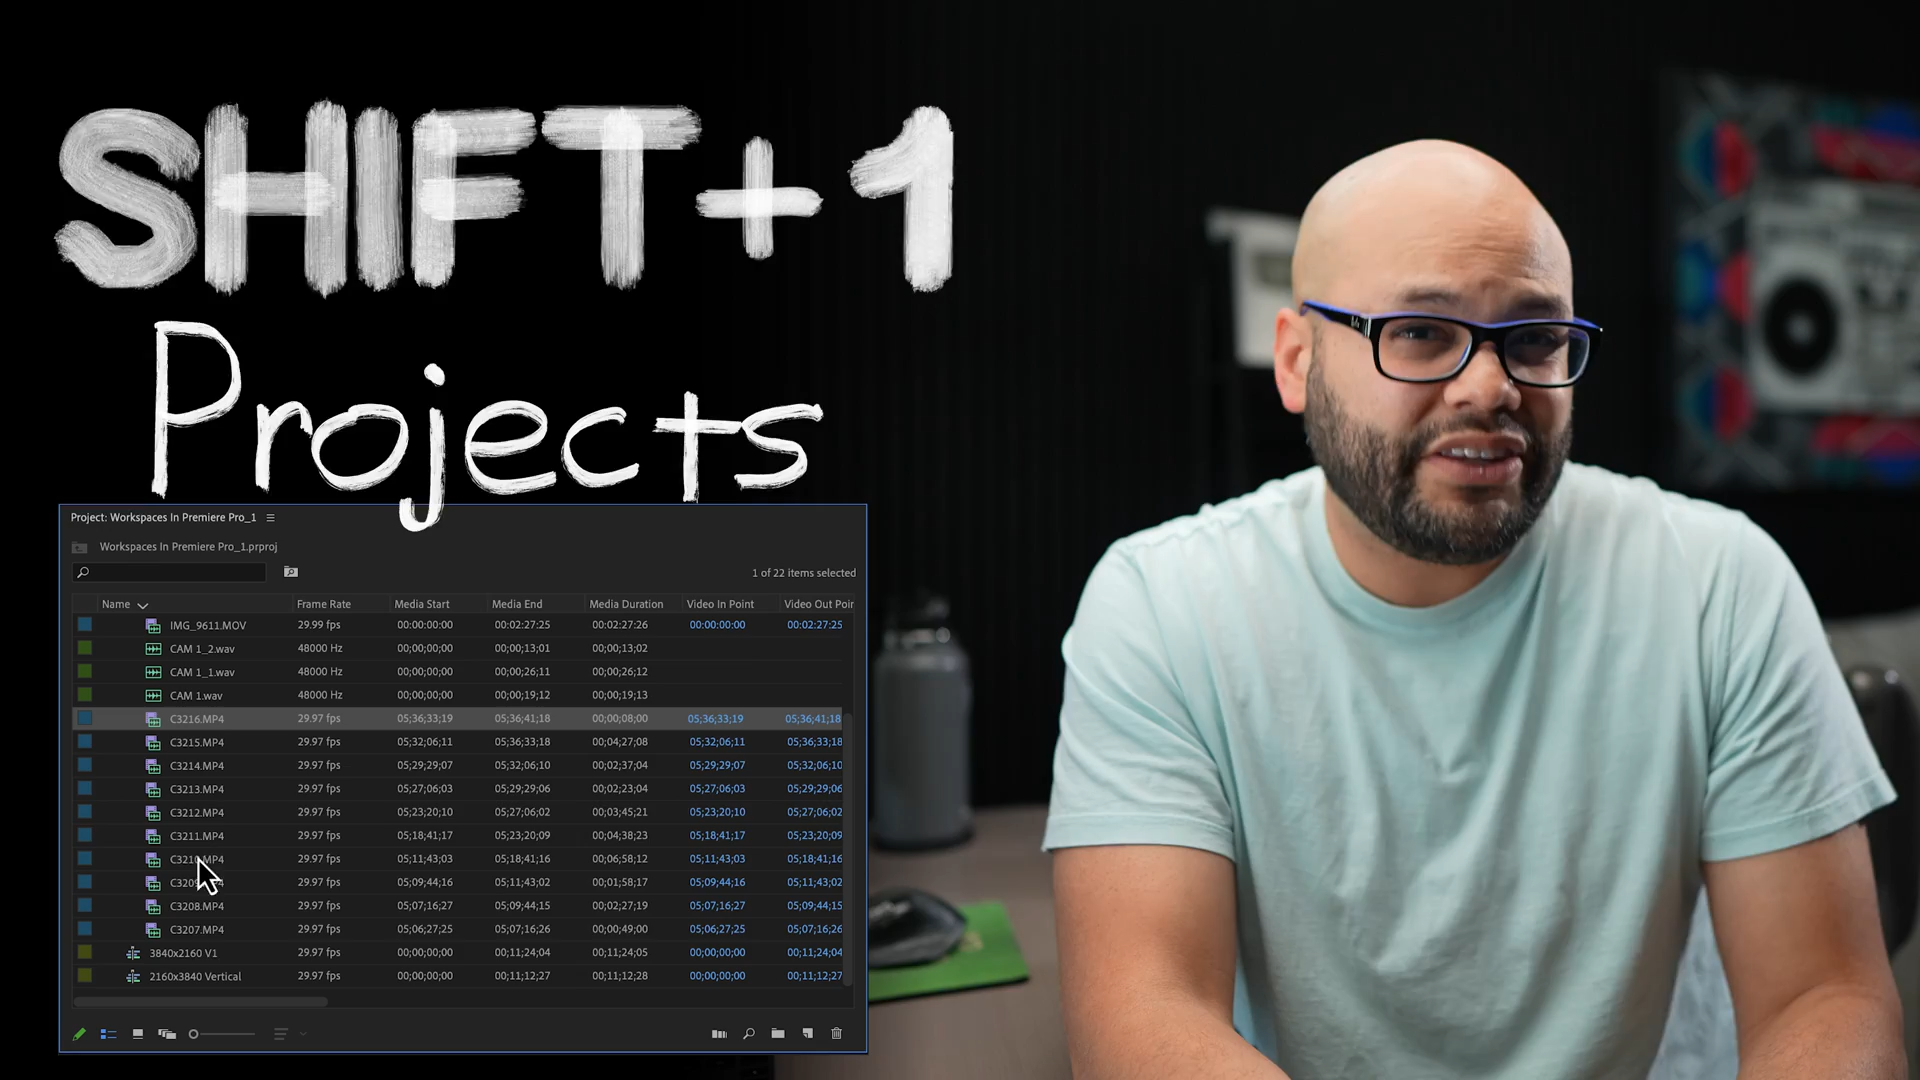 SHIFT+1
Projects
Project: Workspaces In Premiere Pro_1
Workspaces In Premiere Pro_1.prproj
1 of 22 items selected
Name Frame Rate Media Start Media End Media Duration Video In Point Video Out Poin
IMG_9611.MOV 29.99 fps 00:00:00:00 00:02:27:25 00:02:27:26 00:00:00:00 00:02:27:25
CAM 1_2.wav 48000 Hz 00;00;00;00 00;00;13;01 00;00;13;02
CAM 1_1.wav 48000 Hz 00;00;00;00 00;00;26;11 00;00;26;12
CAM 1.wav 48000 Hz 00;00;00;00 00;00;19;12 00;00;19;13
C3216.MP4 29.97 fps 05;36;33;19 05;36;41;18 00;00;08;00 05;36;33;19 05;36;41;18
C3215.MP4 29.97 fps 05;32;06;11 05;36;33;18 00;04;27;08 05;32;06;11 05;36;33;18
C3214.MP4 29.97 fps 05;29;29;07 05;32;06;10 00;02;37;04 05;29;29;07 05;32;06;10
C3213.MP4 29.97 fps 05;27;06;03 05;29;29;06 00;02;23;04 05;27;06;03 05;29;29;06
C3212.MP4 29.97 fps 05;23;20;10 05;27;06;02 00;03;45;21 05;23;20;10 05;27;06;02
C3211.MP4 29.97 fps 05;18;41;17 05;23;20;09 00;04;38;23 05;18;41;17 05;23;20;09
C3210.MP4 29.97 fps 05;11;43;03 05;18;41;16 00;06;58;12 05;11;43;03 05;18;41;16
29.97 fps 05;09;44;16 05;11;43;02 00;01;58;17 05;09;44;16 05;11;43;02
C3208.MP4 29.97 fps 05;07;16;27 05;09;44;15 00;02;27;19 05;07;16;27 05;09;44;15
C3207.MP4 29.97 fps 05;06;27;25 05;07;16;26 00;00;49;00 05;06;27;25 05;07;16;26
3840x2160 V1 29.97 fps 00;00;00;00 00;11;24;04 00;11;24;05 00;00;00;00 00;11;24;04
2160x3840 Vertical 29.97 fps 00;00;00;00 00;11;12;27 00;11;12;28 00;00;00;00 00;11;12;27